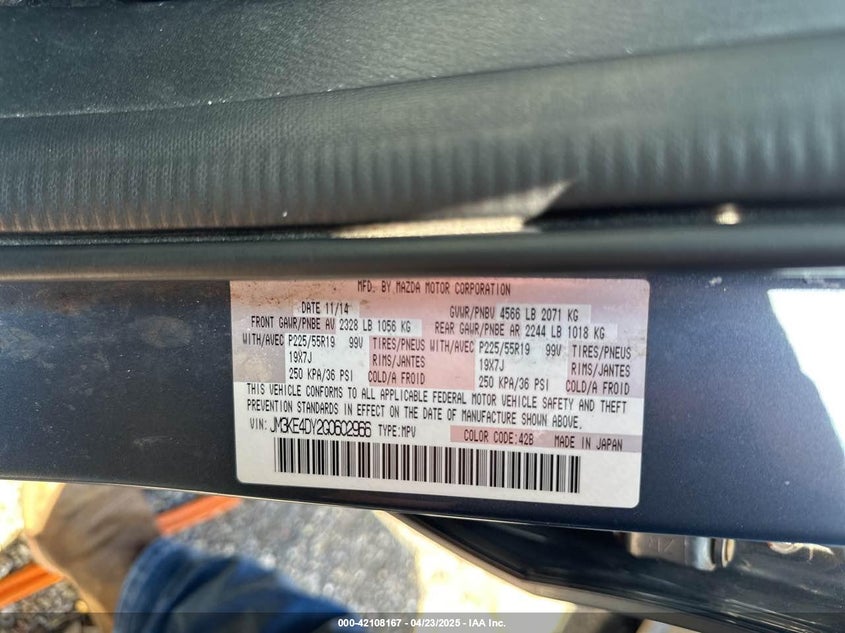 MFD. BY MAZDA MOTOR CORPORATION
DATE 11/14 GVWR/PNBV 4566 LB 2071 KG
FRONT GAWR/PNBE AV 2328 LB 1056 KG REAR GAWR/PNBE AR 2244 LB 1018 KG
WITH/AVEC P225/55R19 99V TIRES/PNEUS WITH/AVEC P225/55R19 99V TIRES/PNEUS
19X7J RIMS/JANTES 19X7J RIMS/JANTES
250 KPA/36 PSI COLD/A FROID 250 KPA/36 PSI COLD/A FROID
THIS VEHICLE CONFORMS TO ALL APPLICABLE FEDERAL MOTOR VEHICLE SAFETY AND THEFT
PREVENTION STANDARDS IN EFFECT ON THE DATE OF MANUFACTURE SHOWN ABOVE.
VIN: JM3KE4DY2G0602966 TYPE:MPV COLOR CODE:42B MADE IN JAPAN
000-42108167 - 04/23/2025 - IAA Inc.